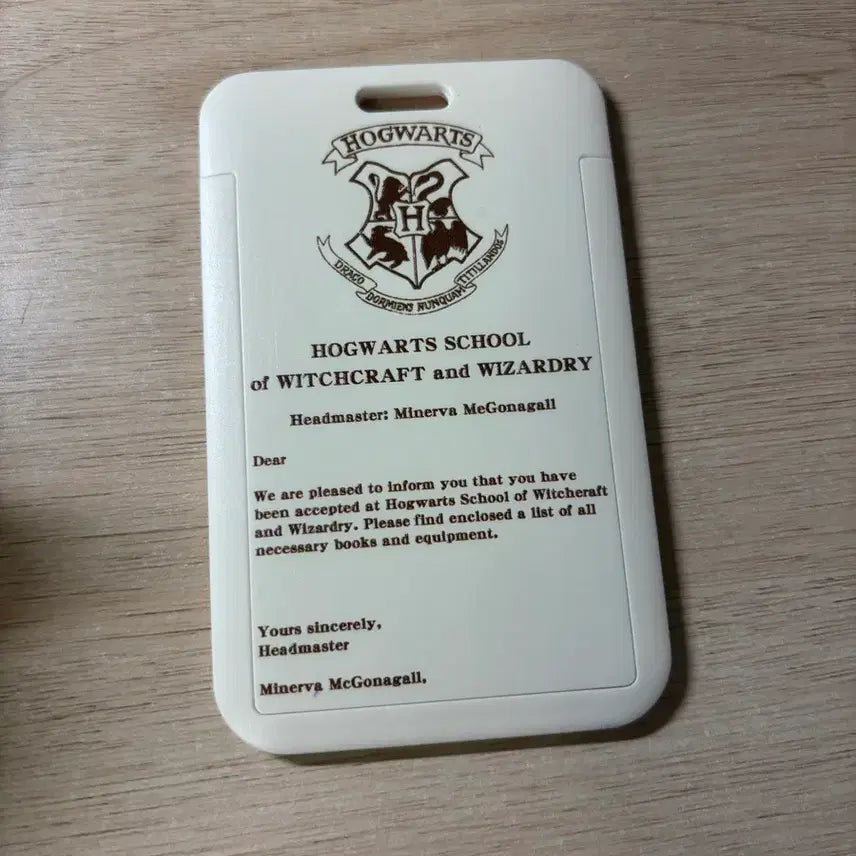 HOGWARTS
H
DRACO DORMIENS NUNQUAM TITILLANDUS
HOGWARTS SCHOOL
of WITCHCRAFT and WIZARDRY
Headmaster: Minerva McGonagall
Dear
We are pleased to inform you that you have
been accepted at Hogwarts School of Witchcraft
and Wizardry. Please find enclosed a list of all
necessary books and equipment.
Yours sincerely,
Headmaster
Minerva McGonagall.